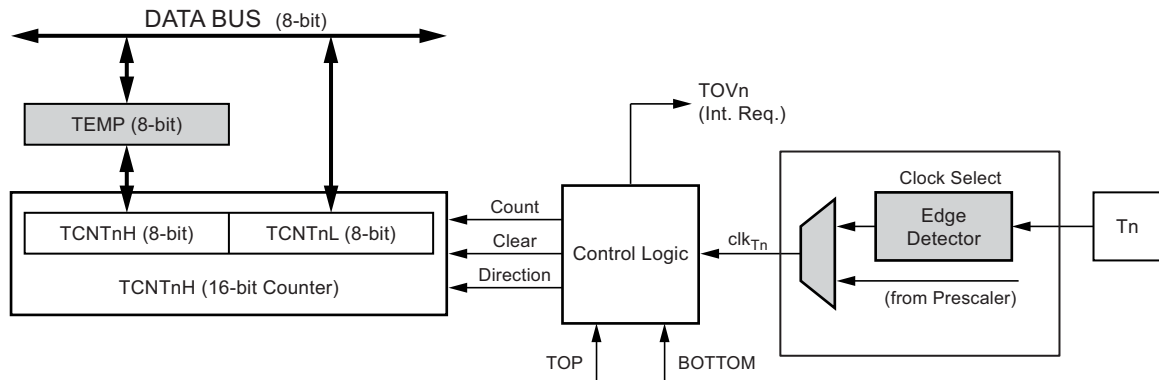 DATA BUS (8-bit)
TEMP (8-bit)
TCNTnH (8-bit)
TCNTnL (8-bit)
TCNTnH (16-bit Counter)
Count
Clear
Direction
TOVn
(Int. Req.)
Control Logic
TOP
BOTTOM
clkTn
Clock Select
Edge
Detector
(from Prescaler)
Tn